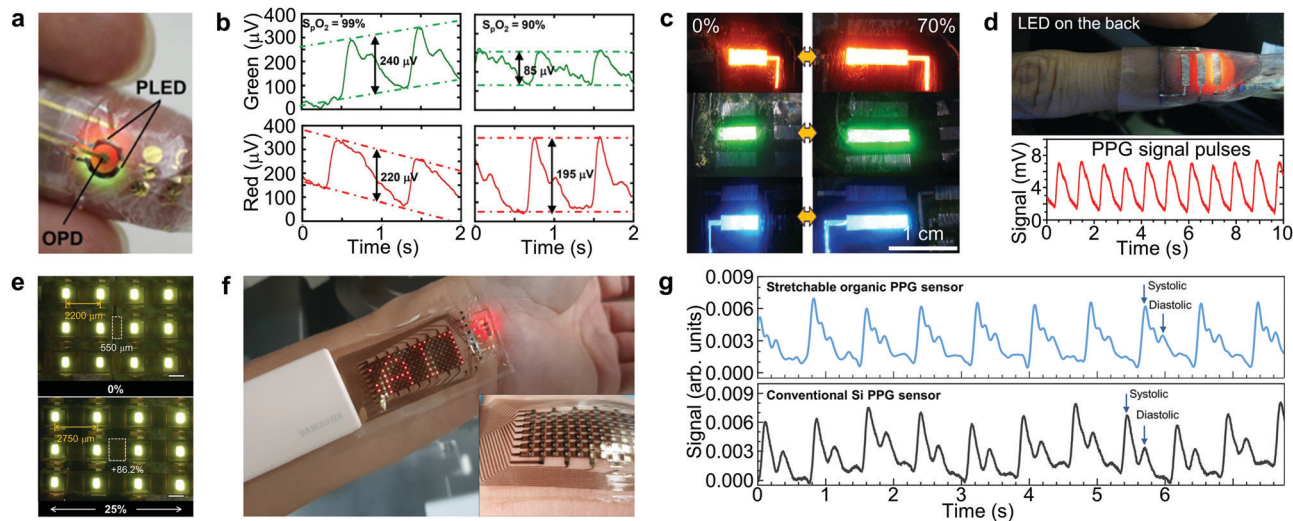 a
PLED
OPD
b
Green (µV)
400
300
200
100
0
SpO2 = 99%
240 µV
SpO2 = 90%
85 µV
Red (µV)
400
300
200
100
0
220 µV
195 µV
0
1
2
0
1
2
Time (s)
Time (s)
c
0%
70%
1 cm
d
LED on the back
PPG signal pulses
Signal (mV)
8
6
4
2
0
0
2
4
6
8
10
Time (s)
e
2200 µm
550 µm
0%
2750 µm
+86.2%
25%
f
SAMSUNG
g
Signal (arb. units)
0.009
0.006
0.003
0.000
Stretchable organic PPG sensor
Systolic
Diastolic
0.009
0.006
0.003
0.000
Conventional Si PPG sensor
Systolic
Diastolic
0
1
2
3
4
5
6
Time (s)